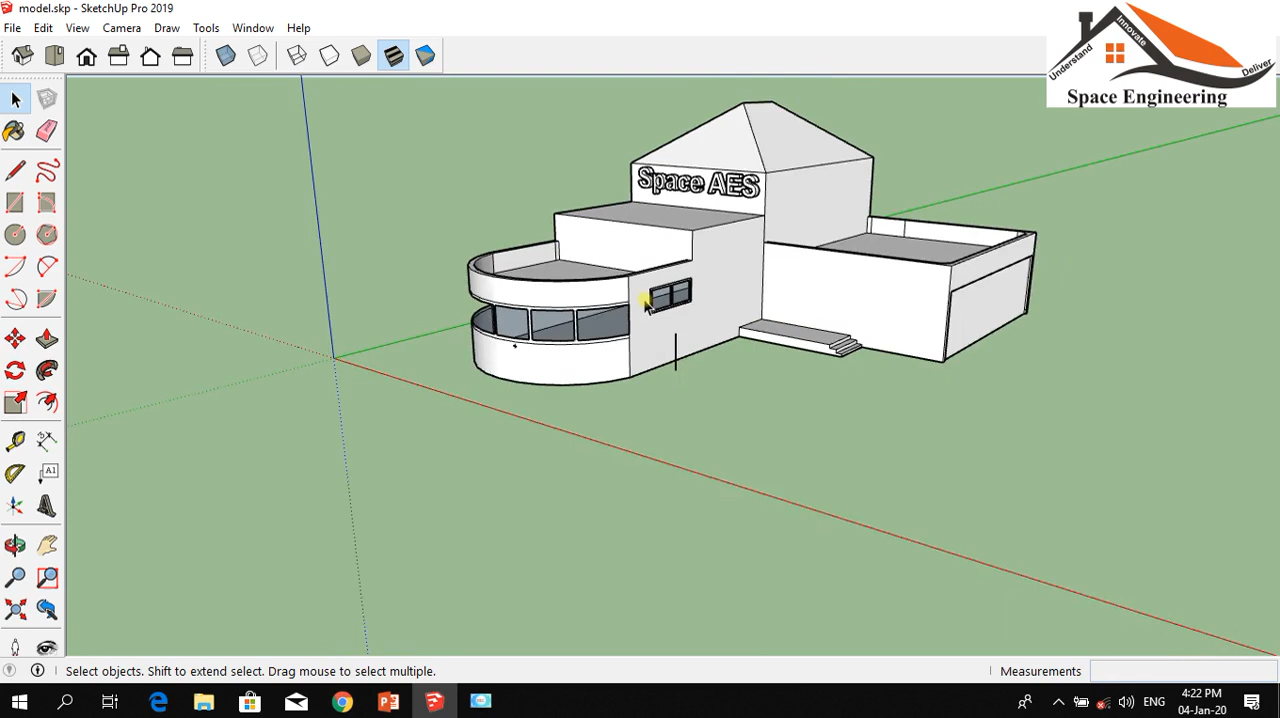 model.skp - SketchUp Pro 2019
File Edit View Camera Draw Tools Window Help
Understand
Innovate
Deliver
Space Engineering
Space AES
A1
Select objects. Shift to extend select. Drag mouse to select multiple.
Measurements
ENG
4:22 PM
04-Jan-20